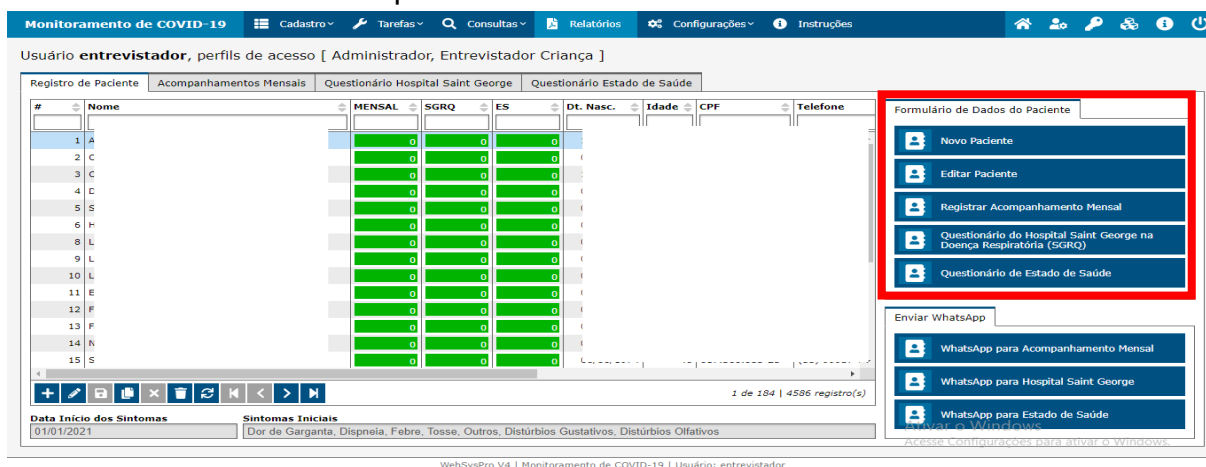 Monitoramento de COVID-19 Cadastro Tarefas Consultas Relatórios Configurações Instruções
Usuário entrevistador, perfils de acesso [ Administrador, Entrevistador Criança ]
Registro de Paciente Acompanhamentos Mensais Questionário Hospital Saint George Questionário Estado de Saúde
# Nome MENSAL SGRQ ES Dt. Nasc. Idade CPF Telefone
1 A 0 0 0
2 C 0 0 0
3 C 0 0 0
4 D 0 0 0
5 S 0 0 0
6 H 0 0 0
8 L 0 0 0
9 L 0 0 0
10 L 0 0 0
11 E 0 0 0
12 F 0 0 0
13 F 0 0 0
14 N 0 0 0
15 S 0 0 0
1 de 184 | 4586 registro(s)
Data Início dos Sintomas Sintomas Iniciais
01/01/2021 Dor de Garganta, Dispneia, Febre, Tosse, Outros, Distúrbios Gustativos, Distúrbios Olfativos
Formulário de Dados do Paciente
Novo Paciente
Editar Paciente
Registrar Acompanhamento Mensal
Questionário do Hospital Saint George na
Doença Respiratória (SGRQ)
Questionário de Estado de Saúde
Enviar WhatsApp
WhatsApp para Acompanhamento Mensal
WhatsApp para Hospital Saint George
WhatsApp para Estado de Saúde
Ativar o Windows
Acesse Configurações para ativar o Windows.
WebSysPro V4 | Monitoramento de COVID-19 | Usuário: entrevistador